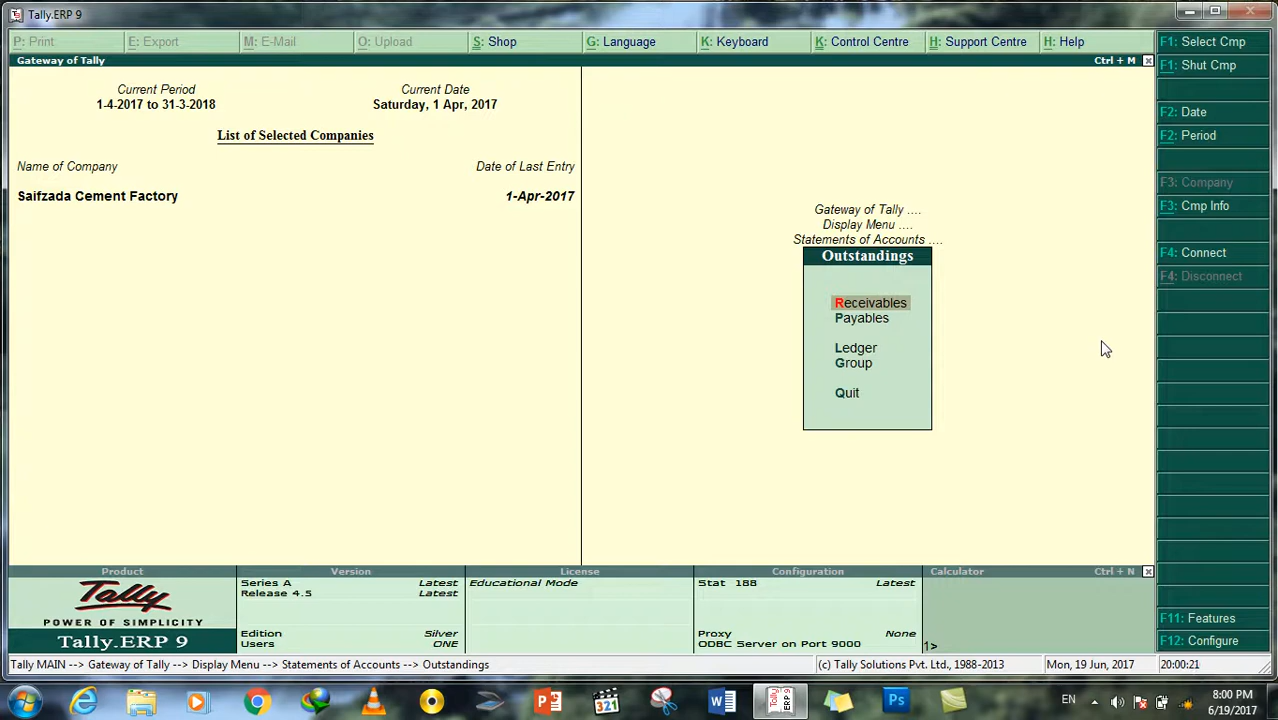 Tally.ERP 9
P: Print
E: Export
M: E-Mail
O: Upload
S: Shop
G: Language
K: Keyboard
K: Control Centre
H: Support Centre
H: Help
F1: Select Cmp
Gateway of Tally
Ctrl + M
F1: Shut Cmp
Current Period
Current Date
1-4-2017 to 31-3-2018
Saturday, 1 Apr, 2017
F2: Date
List of Selected Companies
F2: Period
Name of Company
Date of Last Entry
F3: Company
Saifzada Cement Factory
1-Apr-2017
F3: Cmp Info
Gateway of Tally ....
Display Menu ....
Statements of Accounts ....
Outstandings
F4: Connect
F4: Disconnect
Receivables
Payables
Ledger
Group
Quit
Product
Version
License
Configuration
Calculator
Ctrl + N
Tally
POWER OF SIMPLICITY
Tally.ERP 9
Series A
Latest
Release 4.5
Latest
Edition
Silver
Users
ONE
Educational Mode
Stat 188
Latest
Proxy
None
ODBC Server on Port 9000
1>
F11: Features
F12: Configure
Tally MAIN --> Gateway of Tally --> Display Menu --> Statements of Accounts --> Outstandings
(c) Tally Solutions Pvt. Ltd., 1988-2013
Mon, 19 Jun, 2017
20:00:21
321
EN
8:00 PM
6/19/2017